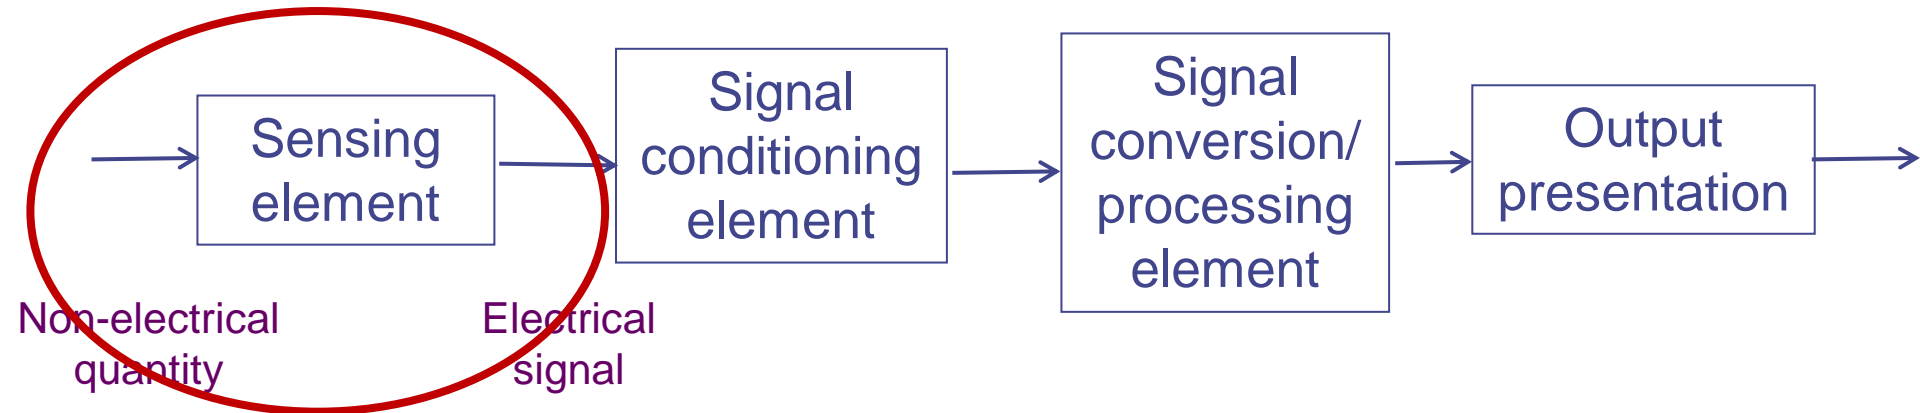 Sensing
element
Signal
conditioning
element
Signal
conversion/
processing
element
Output
presentation
Non-electrical
quantity
Electrical
signal